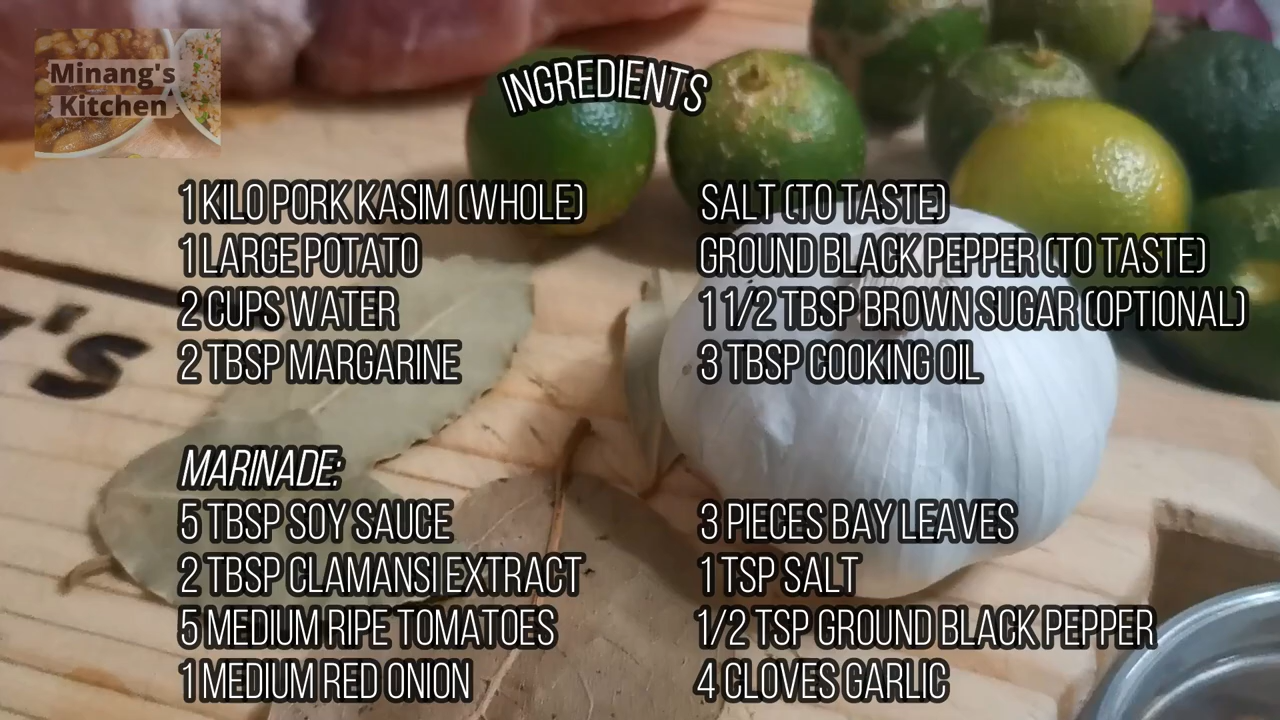 Minang's
Kitchen
INGREDIENTS
1 KILO PORK KASIM (WHOLE)
1 LARGE POTATO
2 CUPS WATER
2 TBSP MARGARINE
SALT (TO TASTE)
GROUND BLACK PEPPER (TO TASTE)
1 1/2 TBSP BROWN SUGAR (OPTIONAL)
3 TBSP COOKING OIL
'S
MARINADE:
5 TBSP SOY SAUCE
2 TBSP CLAMANSI EXTRACT
5 MEDIUM RIPE TOMATOES
1 MEDIUM RED ONION
3 PIECES BAY LEAVES
1 TSP SALT
1/2 TSP GROUND BLACK PEPPER
4 CLOVES GARLIC